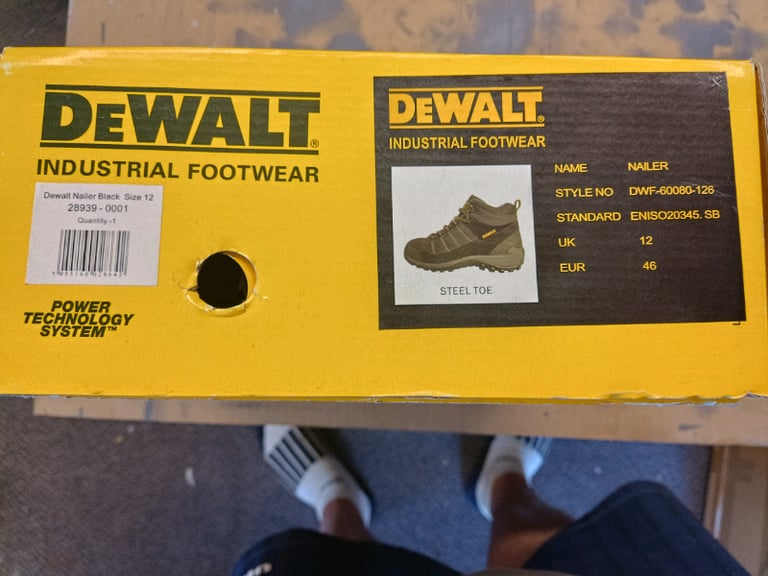 DEWALT®
INDUSTRIAL FOOTWEAR
Dewalt Nailer Black Size 12
28939 - 0001
Quantity -1
POWER
TECHNOLOGY
SYSTEM™
DEWALT®
INDUSTRIAL FOOTWEAR
STEEL TOE
NAME NAILER
STYLE NO DWF-60080-126
STANDARD ENISO20345. SB
UK 12
EUR 46